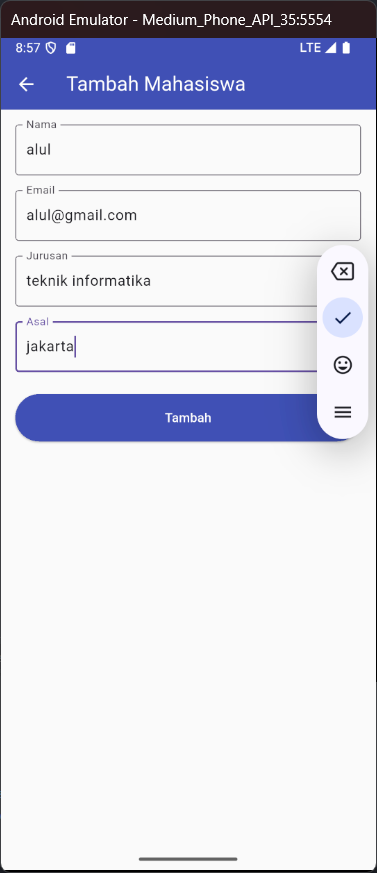 Android Emulator - Medium_Phone_API_35:5554
8:57 LTE
Tambah Mahasiswa
Nama
alul
Email
alul@gmail.com
Jurusan
teknik informatika
Asal
jakarta
Tambah